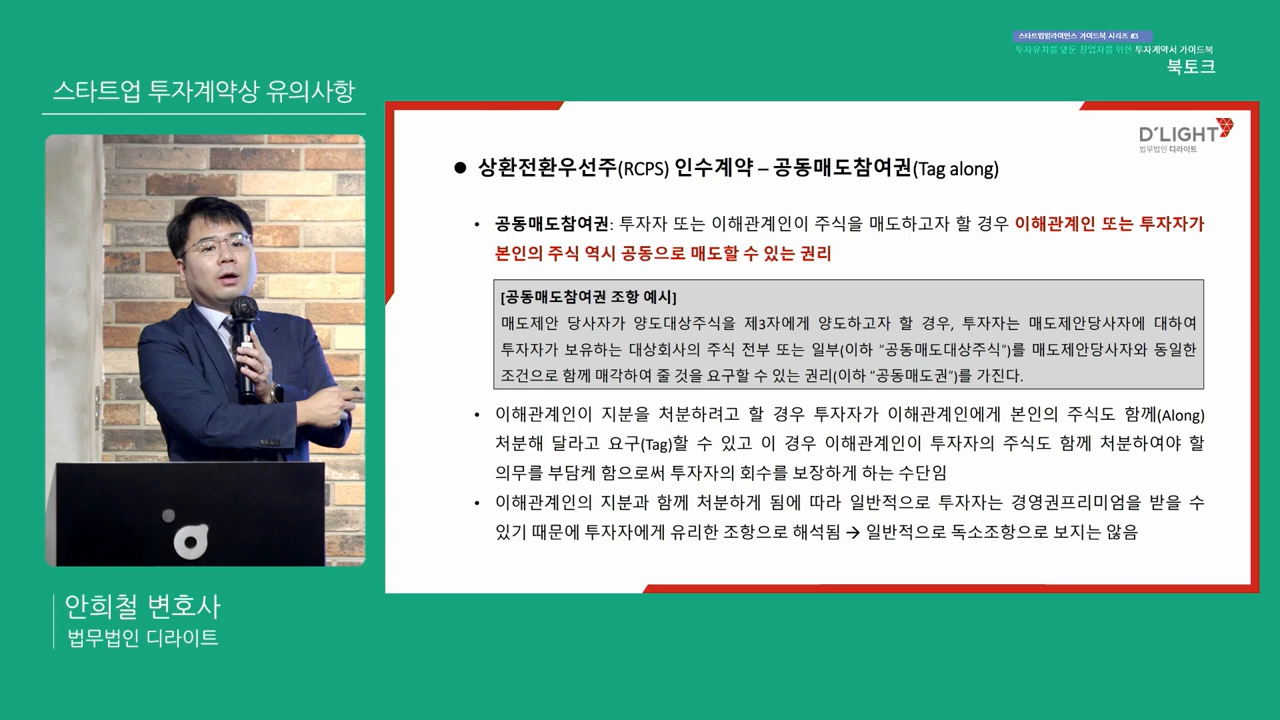 스타트업얼라이언스 가이드북 시리즈 #3
투자유치를 앞둔 창업자를 위한 투자계약서 가이드북
북토크
스타트업 투자계약상 유의사항
D'LIGHT
법무법인 디라이트
● 상환전환우선주(RCPS) 인수계약 – 공동매도참여권(Tag along)
• 공동매도참여권: 투자자 또는 이해관계인이 주식을 매도하고자 할 경우 이해관계인 또는 투자자가
본인의 주식 역시 공동으로 매도할 수 있는 권리
[공동매도참여권 조항 예시]
매도제안 당사자가 양도대상주식을 제3자에게 양도하고자 할 경우, 투자자는 매도제안당사자에 대하여
투자자가 보유하는 대상회사의 주식 전부 또는 일부(이하 “공동매도대상주식”)를 매도제안당사자와 동일한
조건으로 함께 매각하여 줄 것을 요구할 수 있는 권리(이하 “공동매도권”)를 가진다.
• 이해관계인이 지분을 처분하려고 할 경우 투자자가 이해관계인에게 본인의 주식도 함께(Along)
처분해 달라고 요구(Tag)할 수 있고 이 경우 이해관계인이 투자자의 주식도 함께 처분하여야 할
의무를 부담케 함으로써 투자자의 회수를 보장하게 하는 수단임
• 이해관계인의 지분과 함께 처분하게 됨에 따라 일반적으로 투자자는 경영권프리미엄을 받을 수
있기 때문에 투자자에게 유리한 조항으로 해석됨 → 일반적으로 독소조항으로 보지는 않음
안희철 변호사
법무법인 디라이트